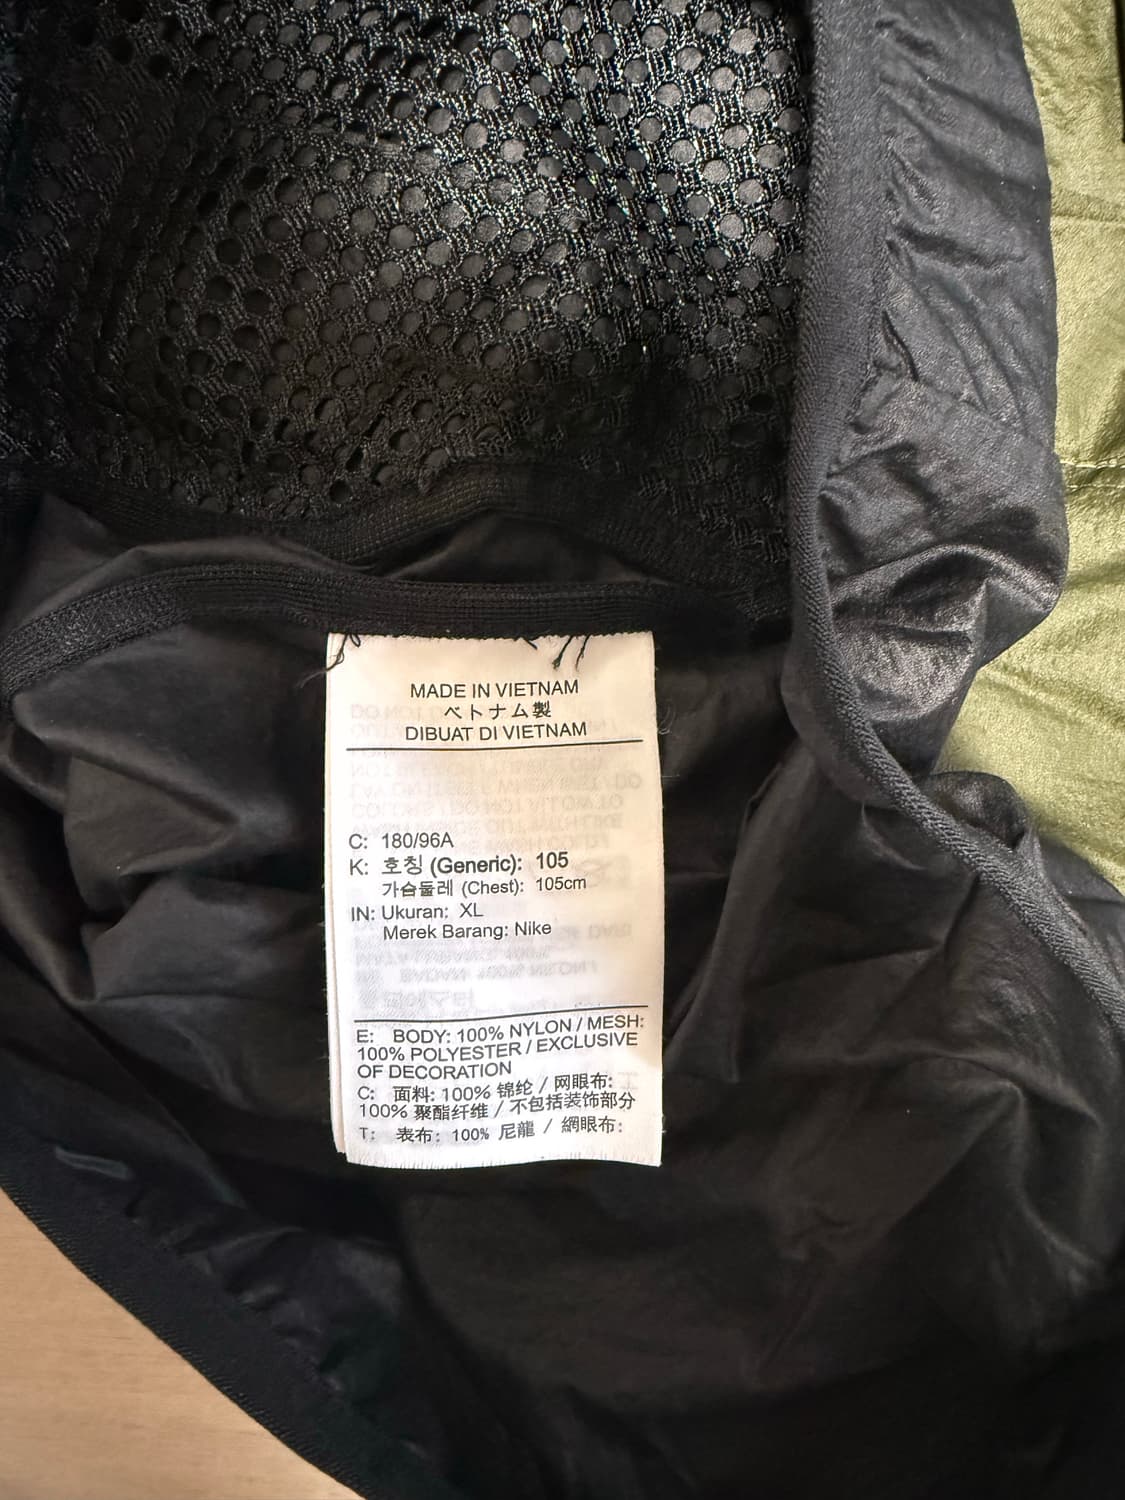 MADE IN VIETNAM
ベトナム製
DIBUAT DI VIETNAM
C: 180/96A
K: 호칭 (Generic): 105
가슴둘레 (Chest): 105cm
IN: Ukuran: XL
Merek Barang: Nike
E: BODY: 100% NYLON / MESH:
100% POLYESTER / EXCLUSIVE
OF DECORATION
C: 面料: 100% 锦纶 / 网眼布:
100% 聚酯纤维 / 不包括装饰部分
T: 表布: 100% 尼龍 / 網眼布: